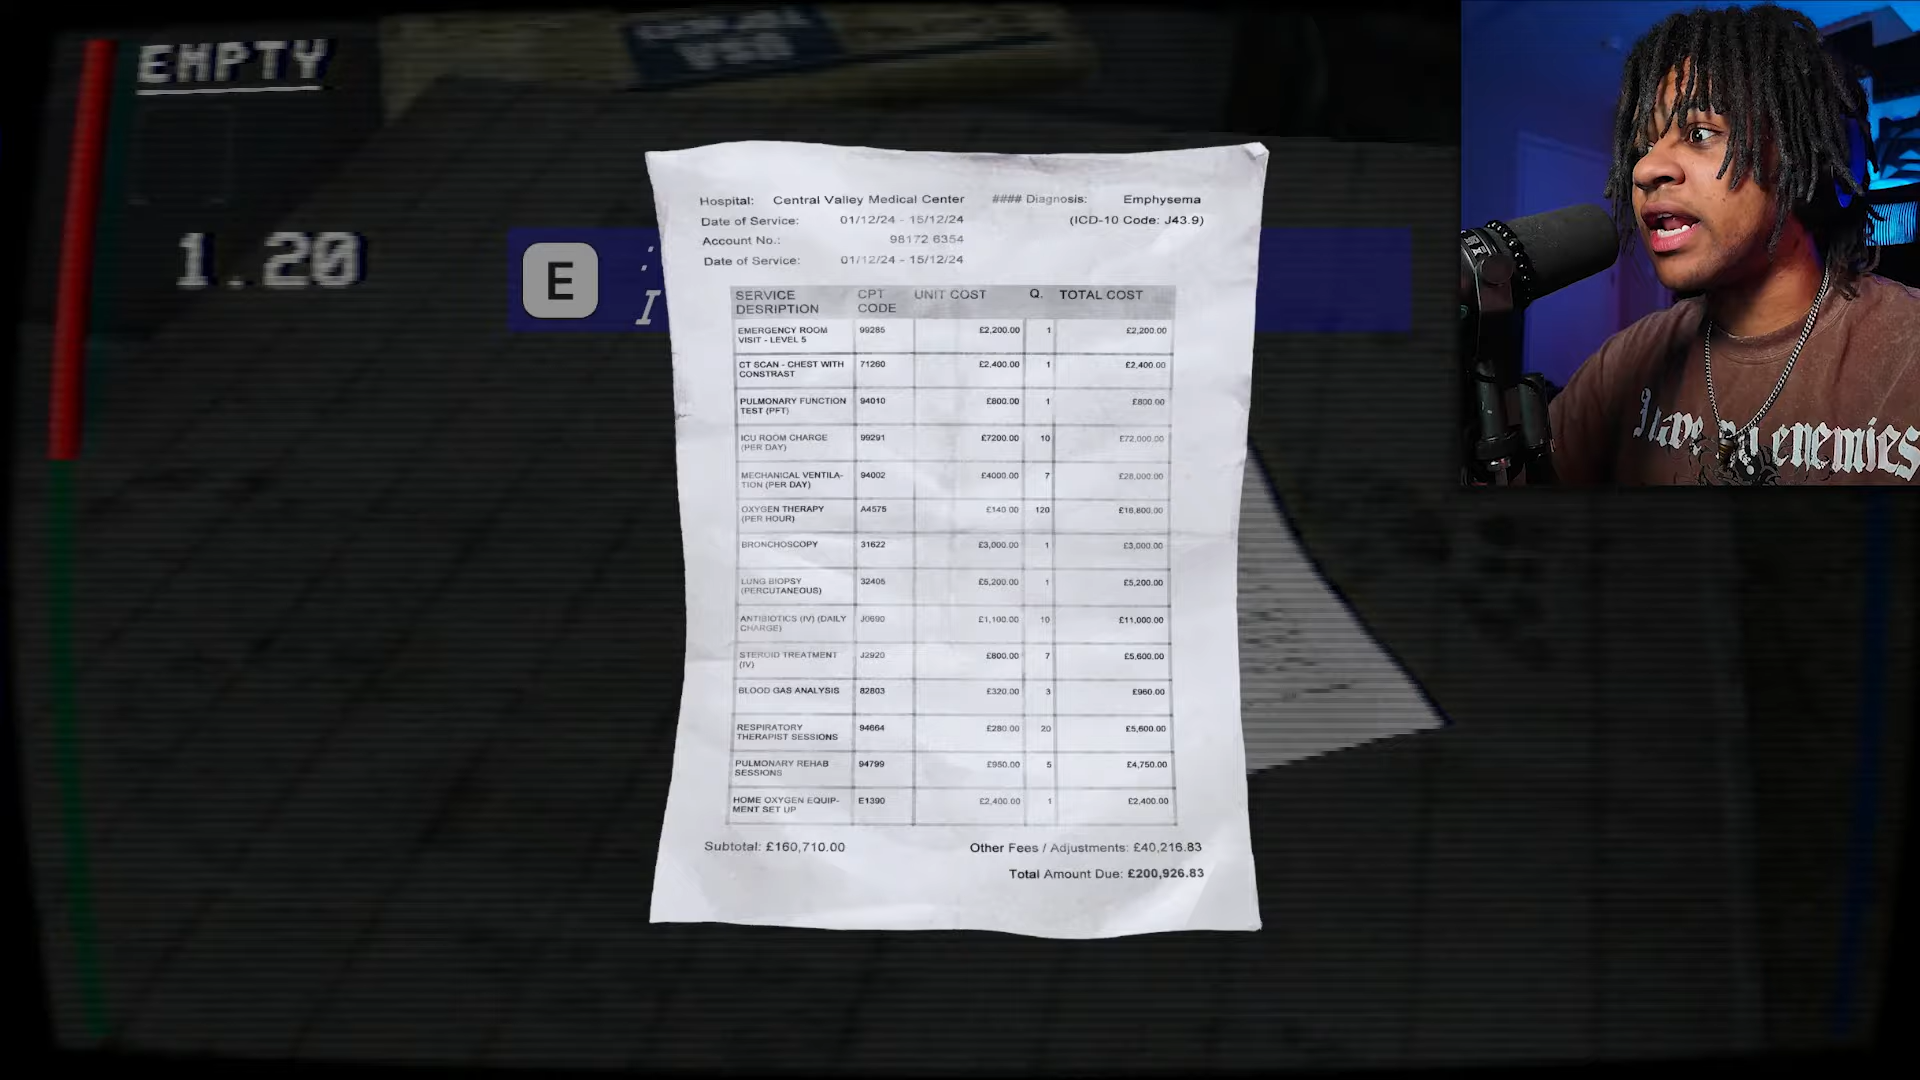 EMPTY
VSA
1.20
E
I
Hospital: Central Valley Medical Center #### Diagnosis: Emphysema
Date of Service: 01/12/24 - 15/12/24 (ICD-10 Code: J43.9)
Account No.: 98172 6354
Date of Service: 01/12/24 - 15/12/24
SERVICE DESRIPTION CPT CODE UNIT COST Q. TOTAL COST
EMERGENCY ROOM 99285 £2,200.00 1 £2,200.00
VISIT - LEVEL 5
CT SCAN - CHEST WITH 71260 £2,400.00 1 £2,400.00
CONSTRAST
PULMONARY FUNCTION 94010 £800.00 1 £800.00
TEST (PFT)
ICU ROOM CHARGE 99291 £7200.00 10 £72,000.00
(PER DAY)
MECHANICAL VENTILA- 94002 £4000.00 7 £28,000.00
TION (PER DAY)
OXYGEN THERAPY A4575 £140.00 120 £16,800.00
(PER HOUR)
BRONCHOSCOPY 31622 £3,000.00 1 £3,000.00
LUNG BIOPSY 32405 £5,200.00 1 £5,200.00
(PERCUTANEOUS)
ANTIBIOTICS (IV) (DAILY J0690 £1,100.00 10 £11,000.00
CHARGE)
STEROID TREATMENT J2920 £800.00 7 £5,600.00
(IV)
BLOOD GAS ANALYSIS 82803 £320.00 3 £960.00
RESPIRATORY 94664 £280.00 20 £5,600.00
THERAPIST SESSIONS
PULMONARY REHAB 94799 £950.00 5 £4,750.00
SESSIONS
HOME OXYGEN EQUIP- E1390 £2,400.00 1 £2,400.00
MENT SET UP
Subtotal: £160,710.00 Other Fees / Adjustments: £40,216.83
Total Amount Due: £200,926.83
I have no enemies